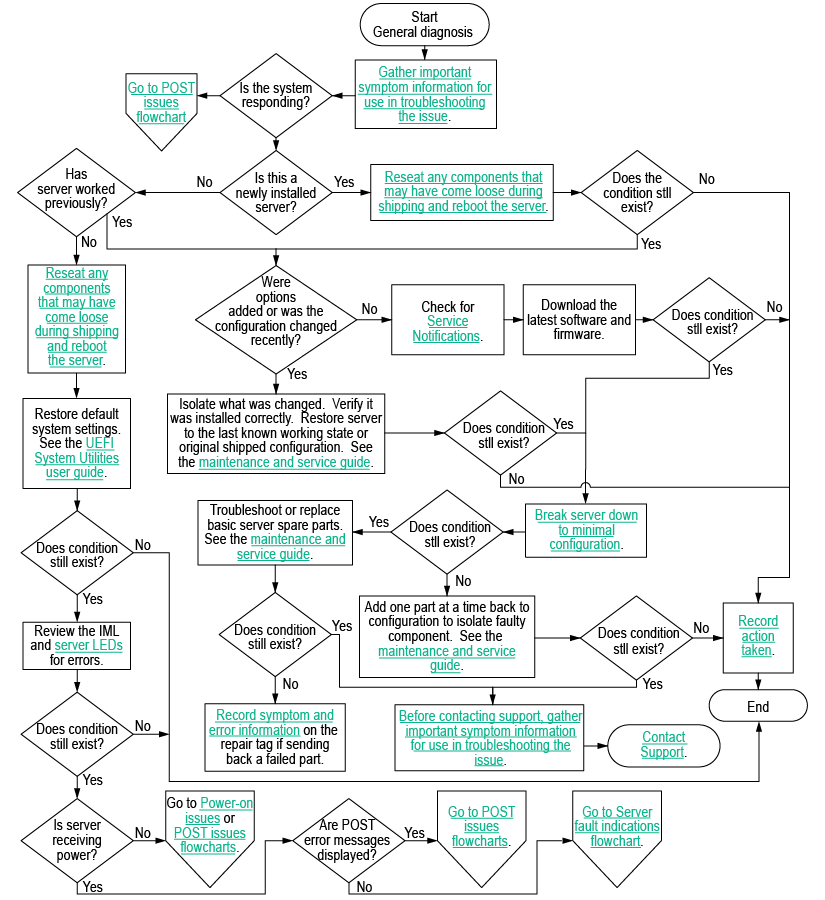 Start
General diagnosis
Gather important
symptom information for
use in troubleshooting
the issue.
Is the system
responding?
Go to POST
issues
flowchart
Is this a
newly installed
server?
No
Yes
Has
server worked
previously?
Yes
No
Reseat any components that
may have come loose during
shipping and reboot the server.
Does the
condition stll
exist?
No
Yes
Reseat any
components
that may have
come loose
during shipping
and reboot
the server.
Were
options
added or was the
configuration changed
recently?
No
Yes
Check for
Service
Notifications.
Download the
latest software and
firmware.
Does condition
stll exist?
No
Yes
Isolate what was changed. Verify it
was installed correctly. Restore server
to the last known working state or
original shipped configuration. See
the maintenance and service guide.
Does condition
stll exist?
Yes
No
Restore default
system settings.
See the UEFI
System Utilities
user guide.
Break server down
to minimal
configuration.
Does condition
stll exist?
Yes
No
Troubleshoot or replace
basic server spare parts.
See the maintenance and
service guide.
Does condition
still exist?
No
Yes
Add one part at a time back to
configuration to isolate faulty
component. See the
maintenance and service
guide.
Does condition
still exist?
Yes
No
Does condition
stll exist?
No
Yes
Record
action
taken.
Review the IML
and server LEDs
for errors.
Record symptom and
error information on the
repair tag if sending
back a failed part.
Before contacting support, gather
important symptom information
for use in troubleshooting the
issue.
Contact
Support.
End
Does condition
still exist?
No
Yes
Is server
receiving
power?
No
Yes
Go to Power-on
issues or
POST issues
flowcharts.
Are POST
error messages
displayed?
Yes
No
Go to POST
issues
flowcharts.
Go to Server
fault indications
flowchart.